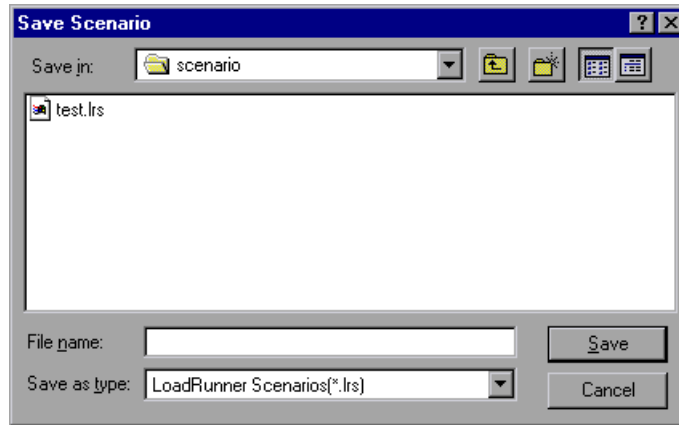 Save Scenario
Save in: scenario
test.lrs
File name: Save
Save as type: LoadRunner Scenarios(*.lrs) Cancel